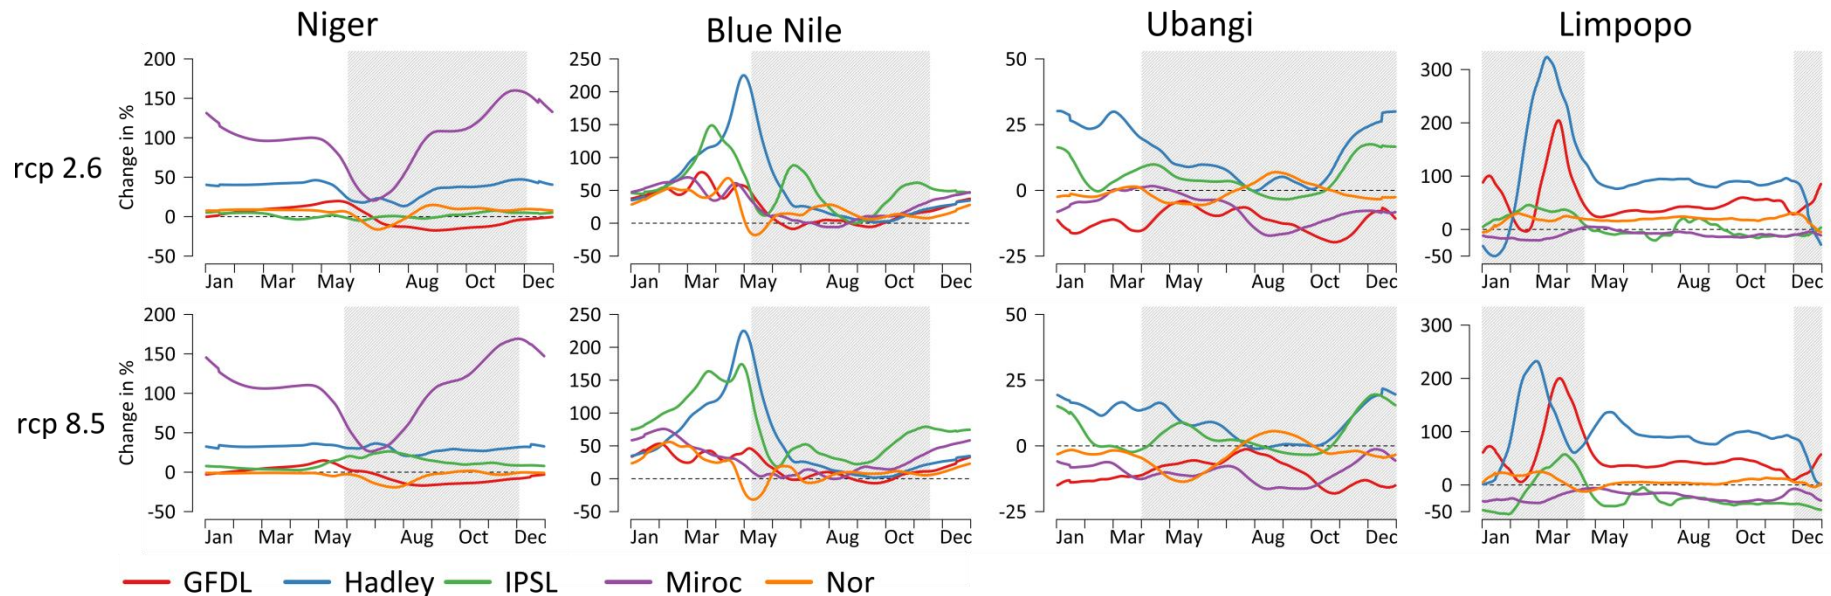 Niger Blue Nile Ubangi Limpopo
rcp 2.6
Change in %
200 150 100 50 0 -50
Jan Mar May Aug Oct Dec
250 200 150 100 50 0 -50
Jan Mar May Aug Oct Dec
50 25 0 -25
Jan Mar May Aug Oct Dec
300 200 100 0 -50
Jan Mar May Aug Oct Dec
rcp 8.5
Change in %
200 150 100 50 0 -50
Jan Mar May Aug Oct Dec
250 200 150 100 50 0 -50
Jan Mar May Aug Oct Dec
50 25 0 -25
Jan Mar May Aug Oct Dec
300 200 100 0 -50
Jan Mar May Aug Oct Dec
GFDL Hadley IPSL Miroc Nor